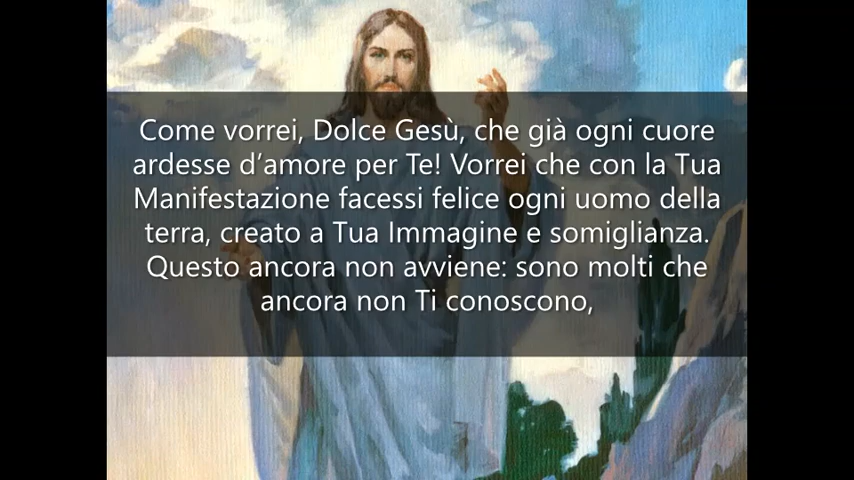 Come vorrei, Dolce Gesù, che già ogni cuore
ardesse d’amore per Te! Vorrei che con la Tua
Manifestazione facessi felice ogni uomo della
terra, creato a Tua Immagine e somiglianza.
Questo ancora non avviene: sono molti che
ancora non Ti conoscono,